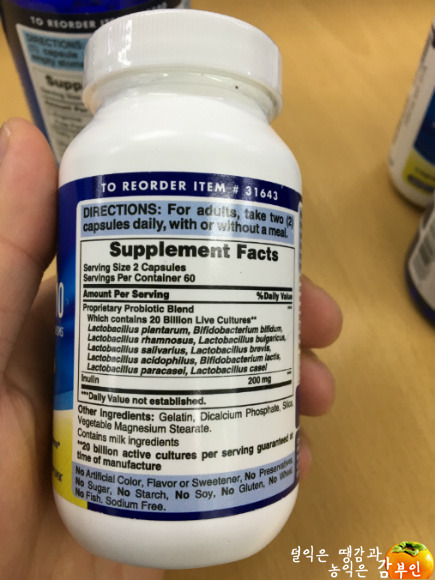 TO REORDER ITEM # 31643
DIRECTIONS: For adults, take two (2)
capsules daily, with or without a meal.
Supplement Facts
Serving Size 2 Capsules
Servings Per Container 60
Amount Per Serving %Daily Value
Proprietary Probiotic Blend ***
Which contains 20 Billion Live Cultures**
Lactobacillus plantarum, Bifidobacterium bifidum,
Lactobacillus rhamnosus, Lactobacillus bulgaricus,
Lactobacillus salivarius, Lactobacillus brevis,
Lactobacillus acidophilus, Bifidobacterium lactis,
Lactobacillus paracasei, Lactobacillus casei
Inulin 200 mg ***
***Daily Value not established.
Other Ingredients: Gelatin, Dicalcium Phosphate, Silica,
Vegetable Magnesium Stearate.
Contains milk ingredients
**20 billion active cultures per serving guaranteed at
time of manufacture
No Artificial Color, Flavor or Sweetener, No Preservatives,
No Sugar, No Starch, No Soy, No Gluten, No Wheat,
No Fish. Sodium Free.
TO REORDER ITEM
DIRECTIONS:
덜익은 땡감과
농익은 감부인